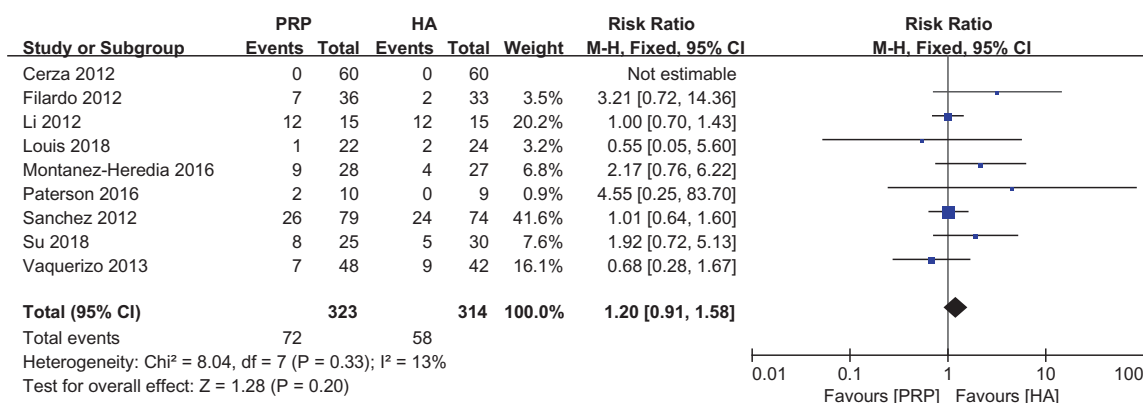 PRP HA Risk Ratio Risk Ratio
Study or Subgroup Events Total Events Total Weight M-H, Fixed, 95% CI M-H, Fixed, 95% CI
Cerza 2012 0 60 0 60 Not estimable
Filardo 2012 7 36 2 33 3.5% 3.21 [0.72, 14.36]
Li 2012 12 15 12 15 20.2% 1.00 [0.70, 1.43]
Louis 2018 1 22 2 24 3.2% 0.55 [0.05, 5.60]
Montanez-Heredia 2016 9 28 4 27 6.8% 2.17 [0.76, 6.22]
Paterson 2016 2 10 0 9 0.9% 4.55 [0.25, 83.70]
Sanchez 2012 26 79 24 74 41.6% 1.01 [0.64, 1.60]
Su 2018 8 25 5 30 7.6% 1.92 [0.72, 5.13]
Vaquerizo 2013 7 48 9 42 16.1% 0.68 [0.28, 1.67]
Total (95% CI) 323 314 100.0% 1.20 [0.91, 1.58]
Total events 72 58
Heterogeneity: Chi² = 8.04, df = 7 (P = 0.33); I² = 13%
Test for overall effect: Z = 1.28 (P = 0.20)
0.01 0.1 1 10 100
Favours [PRP] Favours [HA]